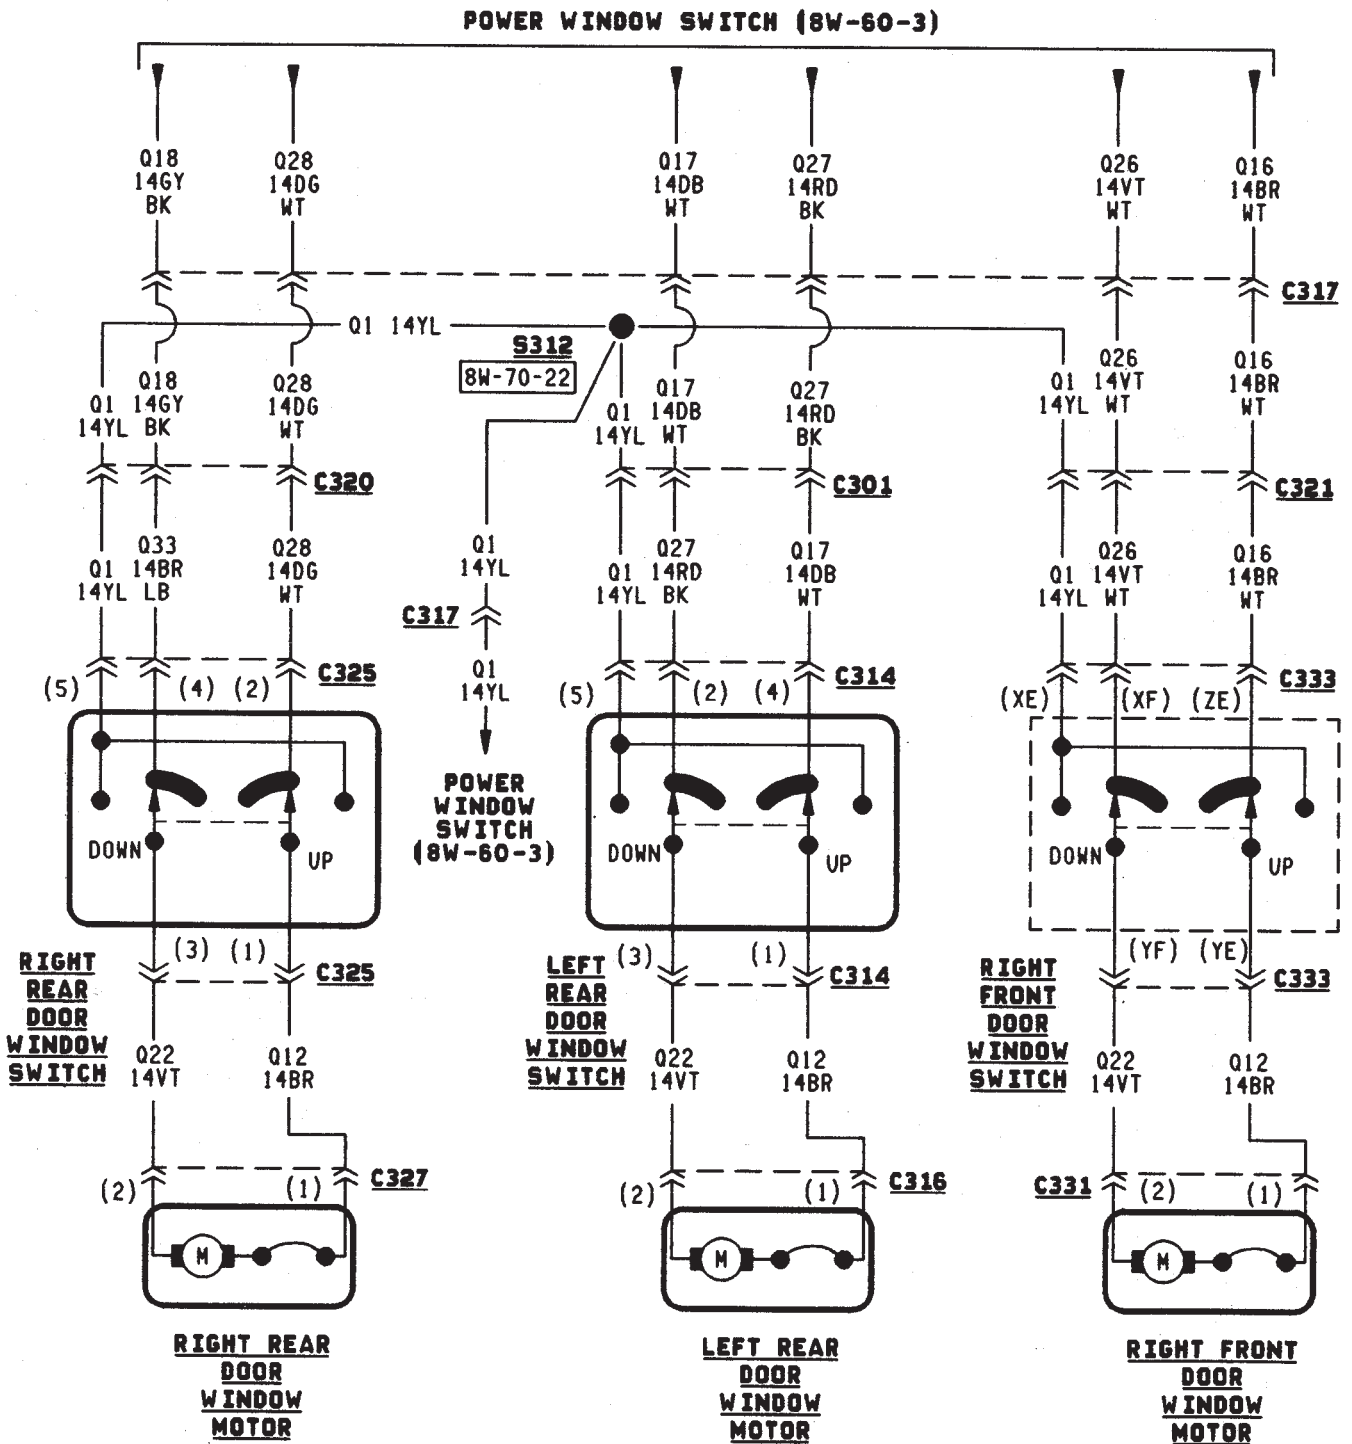 POWER WINDOW SWITCH (8W-60-3)
Q18
14GY
BK
Q28
14DG
WT
Q17
14DB
WT
Q27
14RD
BK
Q26
14VT
WT
Q16
14BR
WT
C317
Q1 14YL
S312
8W-70-22
Q1
14YL
Q18
14GY
BK
Q28
14DG
WT
Q1
14YL
Q17
14DB
WT
Q27
14RD
BK
Q1
14YL
Q26
14VT
WT
Q16
14BR
WT
C320
C301
C321
Q1
14YL
Q33
14BR
LB
Q28
14DG
WT
Q1
14YL
Q1
14YL
Q27
14RD
BK
Q17
14DB
WT
Q1
14YL
Q26
14VT
WT
Q16
14BR
WT
C317
Q1
14YL
(5) (4) (2) C325
(5) (2) (4) C314
(XE) (XF) (ZE) C333
POWER
WINDOW
SWITCH
(8W-60-3)
DOWN UP
DOWN UP
DOWN UP
(3) (1) C325
(3) (1) C314
(YF) (YE) C333
RIGHT
REAR
DOOR
WINDOW
SWITCH
LEFT
REAR
DOOR
WINDOW
SWITCH
RIGHT
FRONT
DOOR
WINDOW
SWITCH
Q22
14VT
Q12
14BR
Q22
14VT
Q12
14BR
Q22
14VT
Q12
14BR
(2) (1) C327
(2) (1) C316
C331 (2) (1)
M
M
M
RIGHT REAR
DOOR
WINDOW
MOTOR
LEFT REAR
DOOR
WINDOW
MOTOR
RIGHT FRONT
DOOR
WINDOW
MOTOR